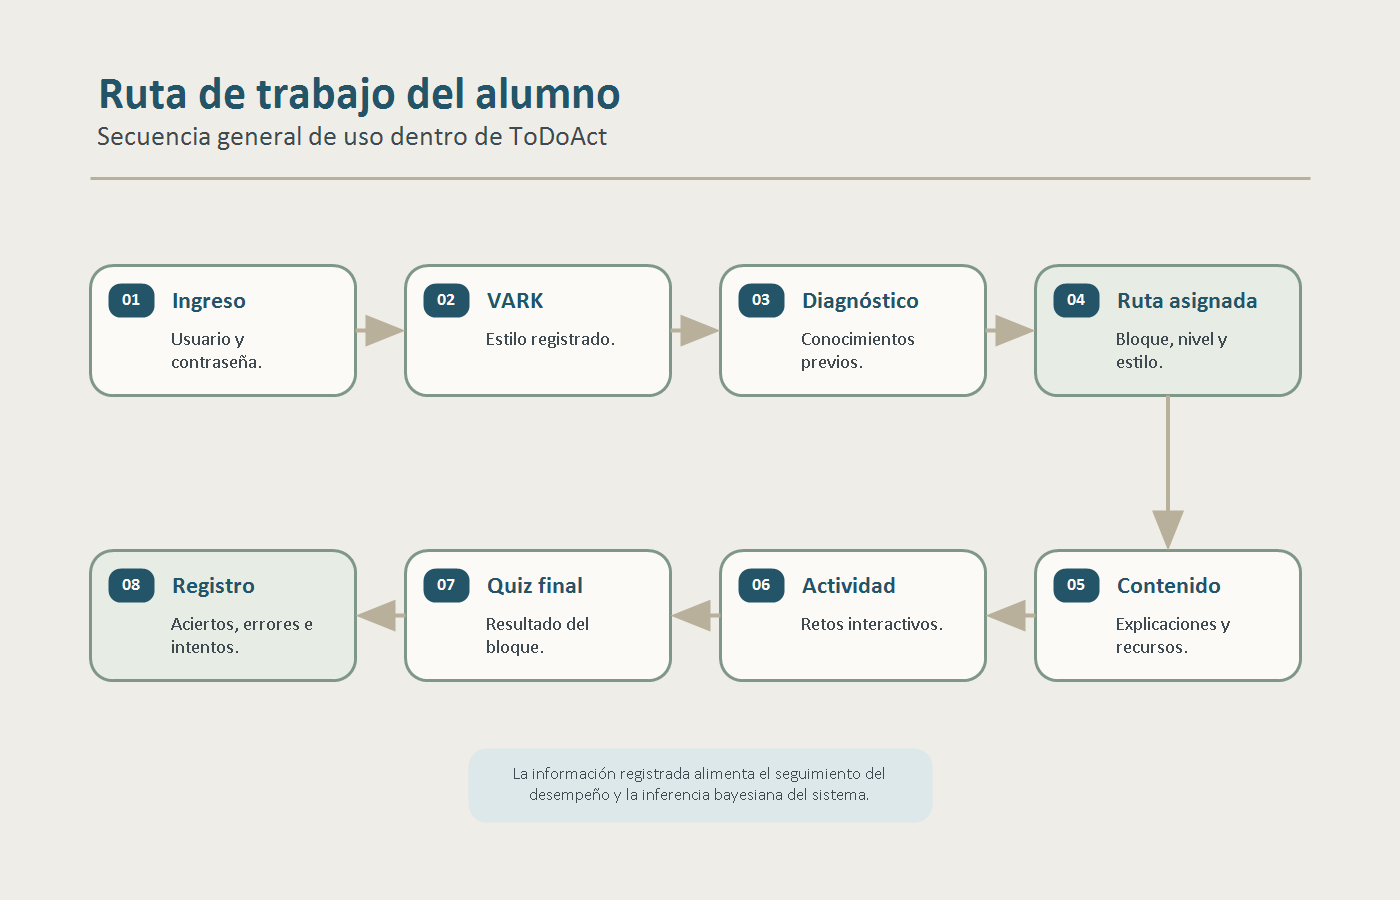 Ruta de trabajo del alumno
Secuencia general de uso dentro de ToDoAct
01 Ingreso
Usuario y
contraseña.
02 VARK
Estilo registrado.
03 Diagnóstico
Conocimientos
previos.
04 Ruta asignada
Bloque, nivel y
estilo.
05 Contenido
Explicaciones y
recursos.
06 Actividad
Retos interactivos.
07 Quiz final
Resultado del
bloque.
08 Registro
Aciertos, errores e
intentos.
La información registrada alimenta el seguimiento del
desempeño y la inferencia bayesiana del sistema.